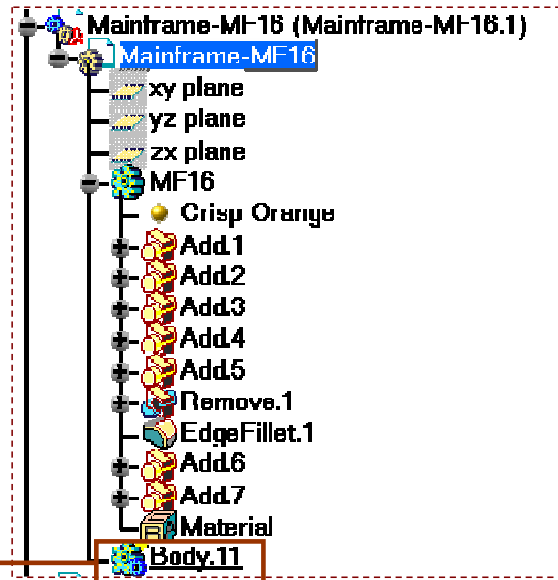 Mainframe-MF16 (Mainframe-MF16.1)
Mainframe-MF16
xy plane
yz plane
zx plane
MF16
Crisp Orange
Add.1
Add.2
Add.3
Add.4
Add.5
Remove.1
EdgeFillet.1
Add.6
Add.7
Material
Body.11